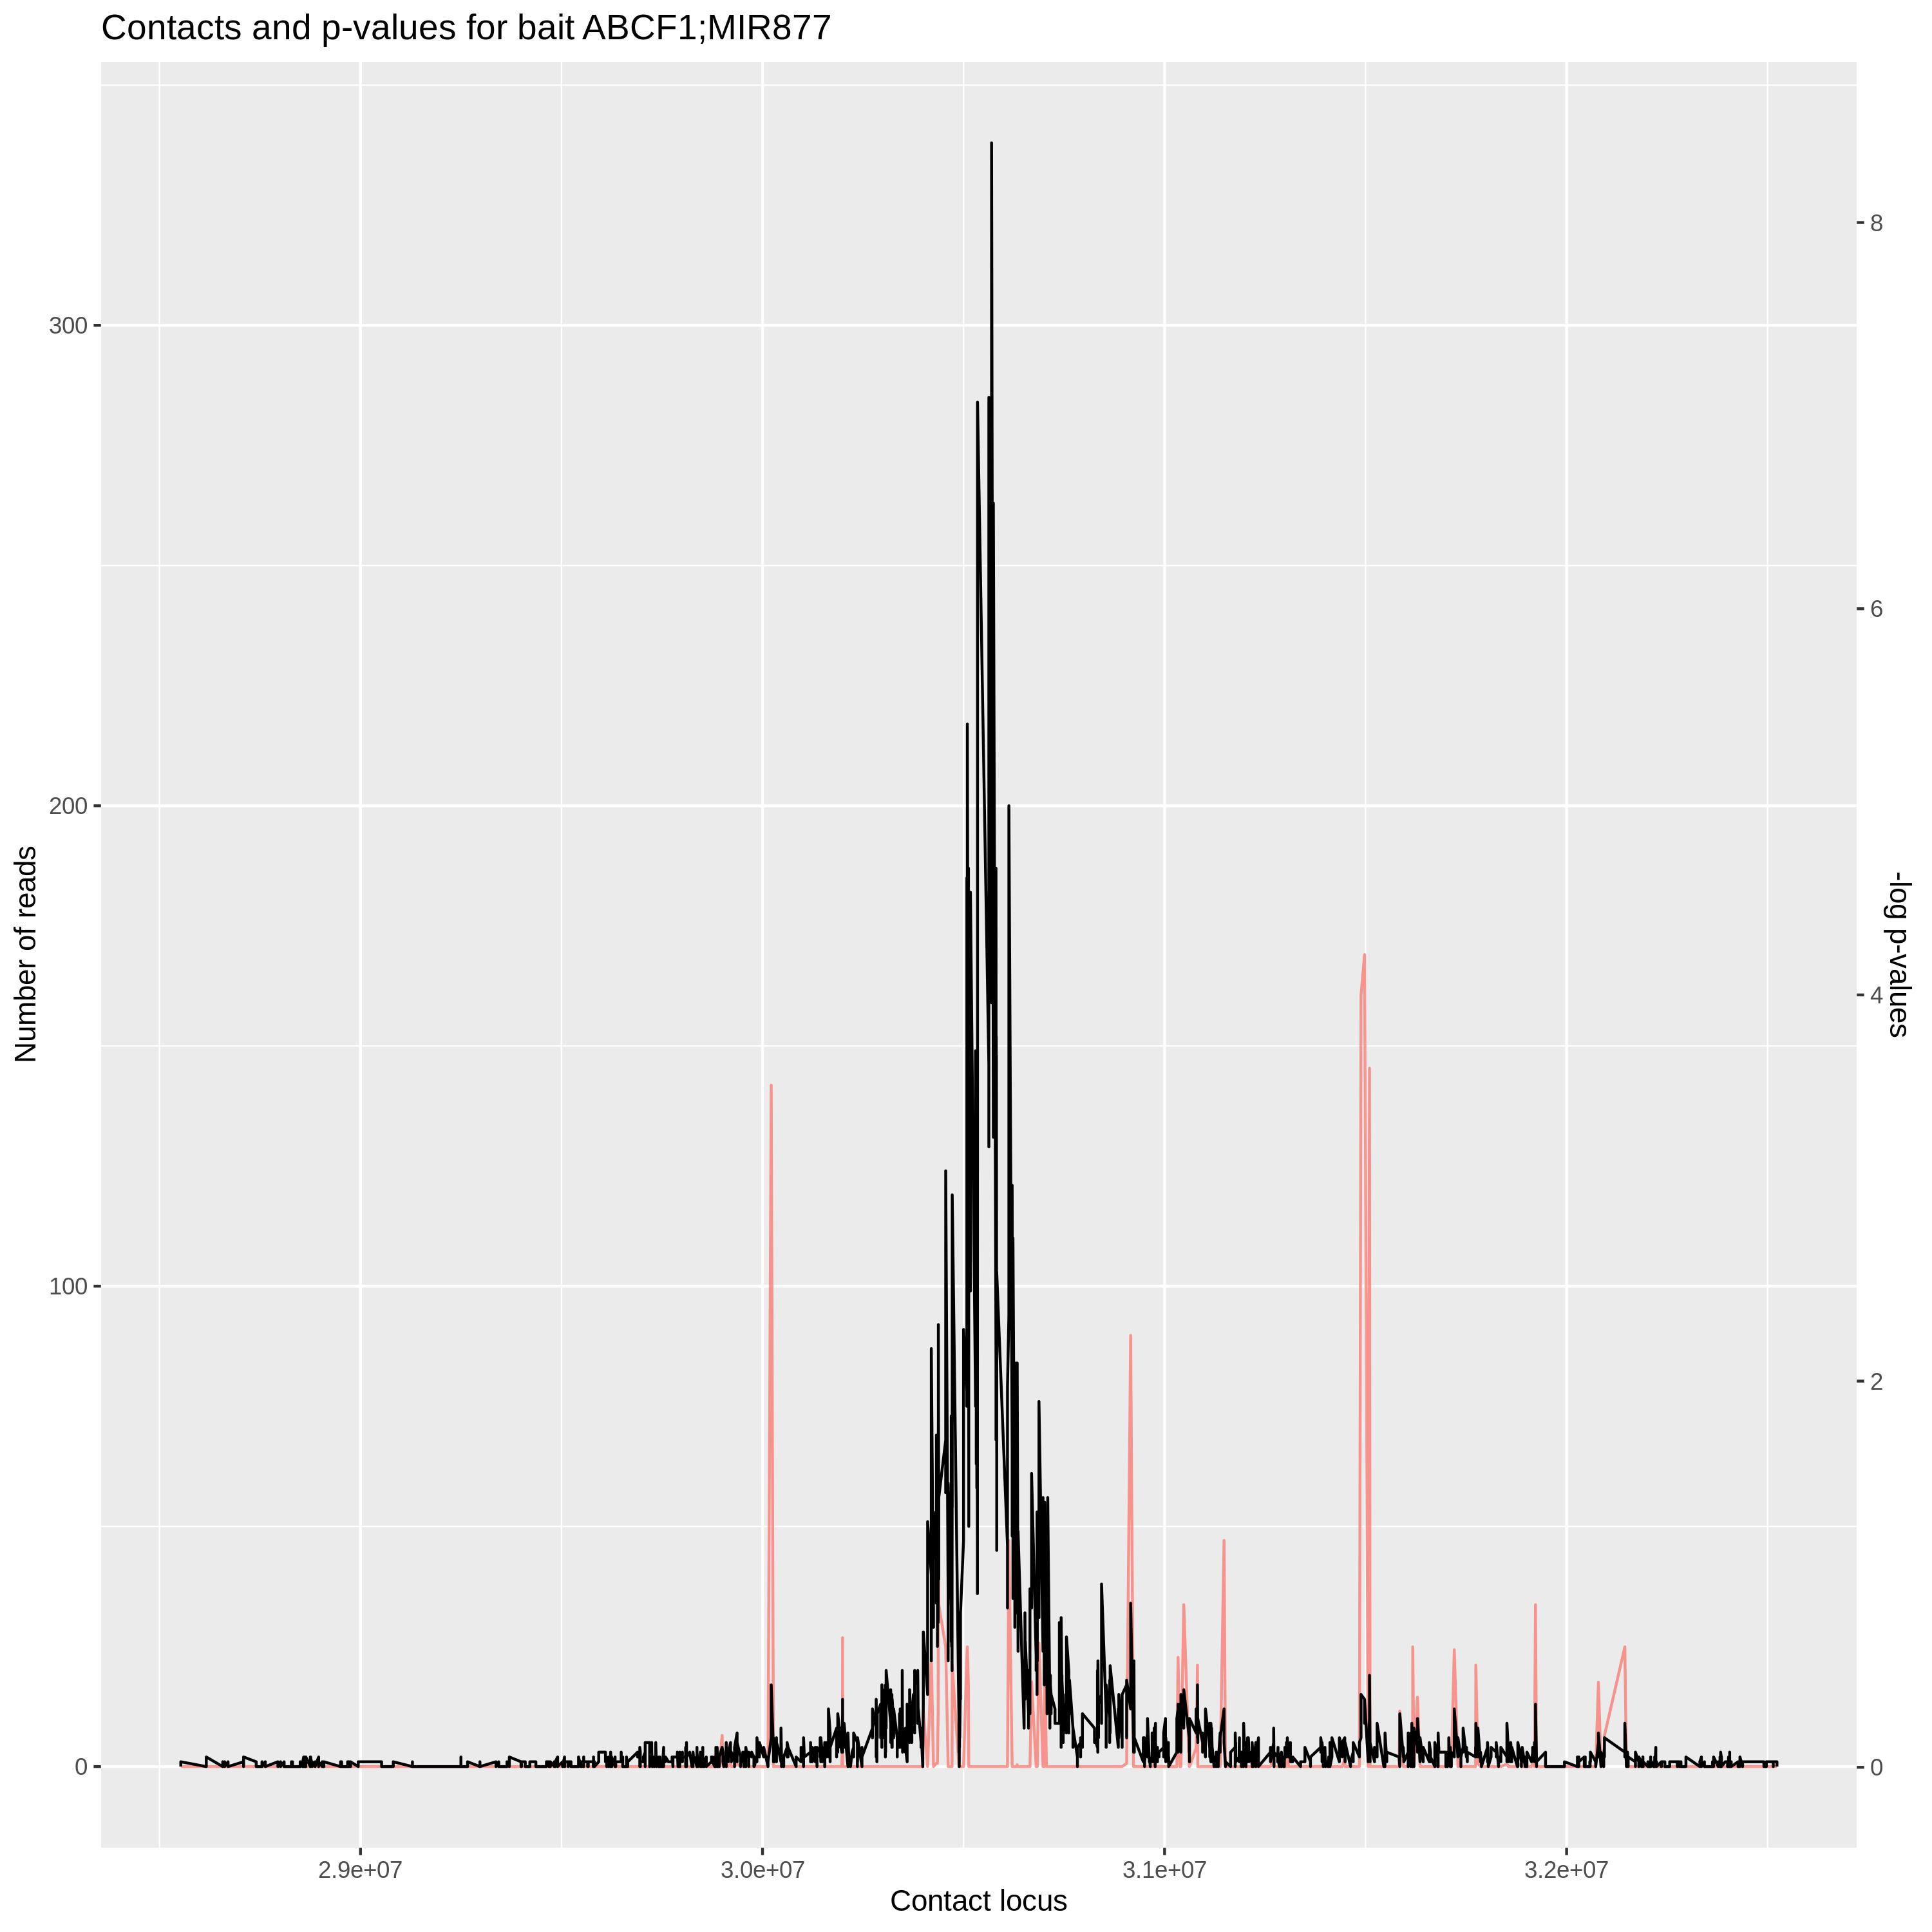 Contacts and p-values for bait ABCF1;MIR877
Number of reads
300
200
100
0
8
6
4
2
0
-log p-values
2.9e+07
3.0e+07
3.1e+07
3.2e+07
Contact locus